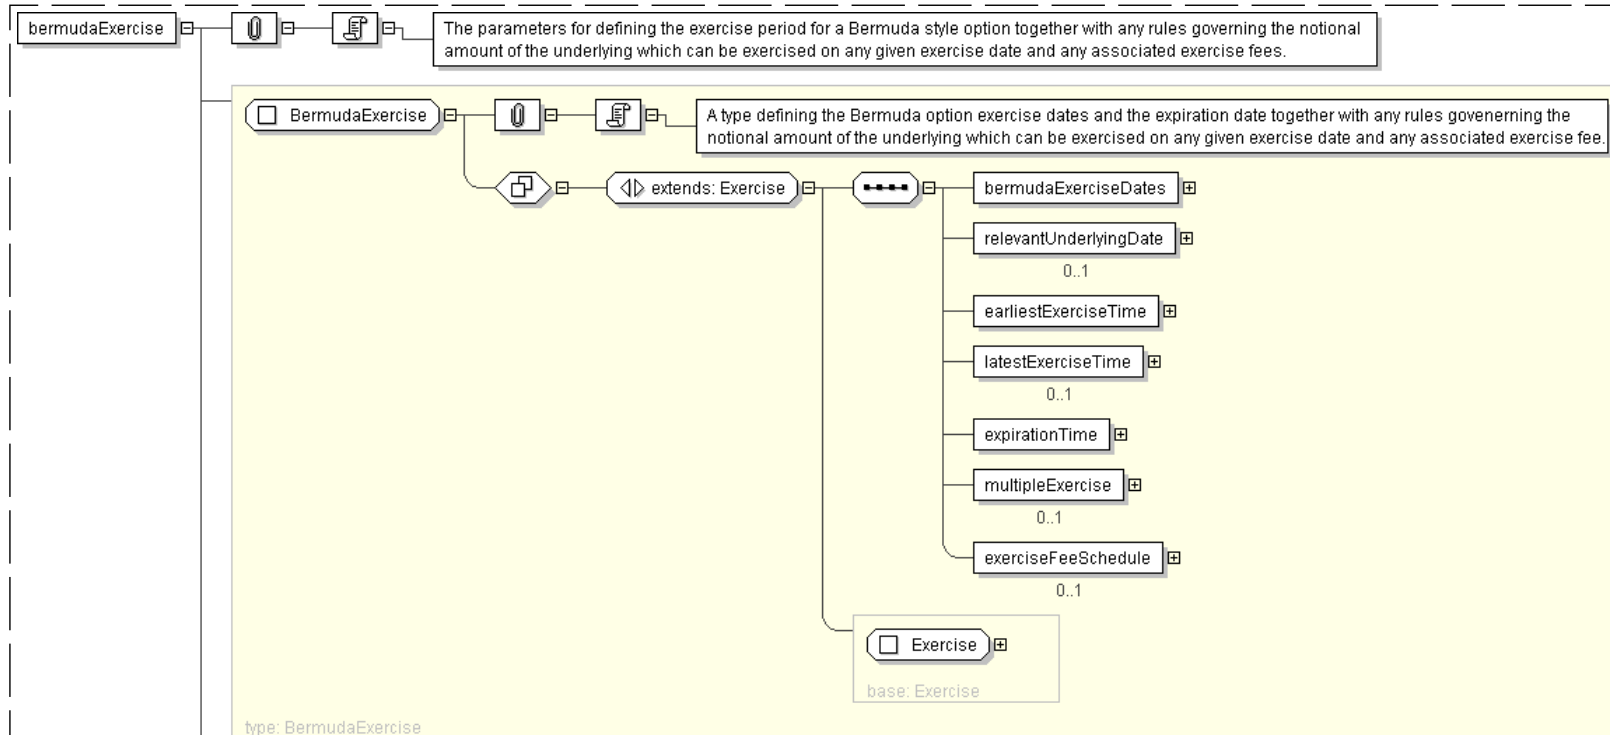 bermudaExercise
The parameters for defining the exercise period for a Bermuda style option together with any rules governing the notional
amount of the underlying which can be exercised on any given exercise date and any associated exercise fees.
BermudaExercise
A type defining the Bermuda option exercise dates and the expiration date together with any rules govenerning the
notional amount of the underlying which can be exercised on any given exercise date and any associated exercise fee.
extends: Exercise
bermudaExerciseDates
relevantUnderlyingDate
0..1
earliestExerciseTime
latestExerciseTime
0..1
expirationTime
multipleExercise
0..1
exerciseFeeSchedule
0..1
Exercise
base: Exercise
type: BermudaExercise